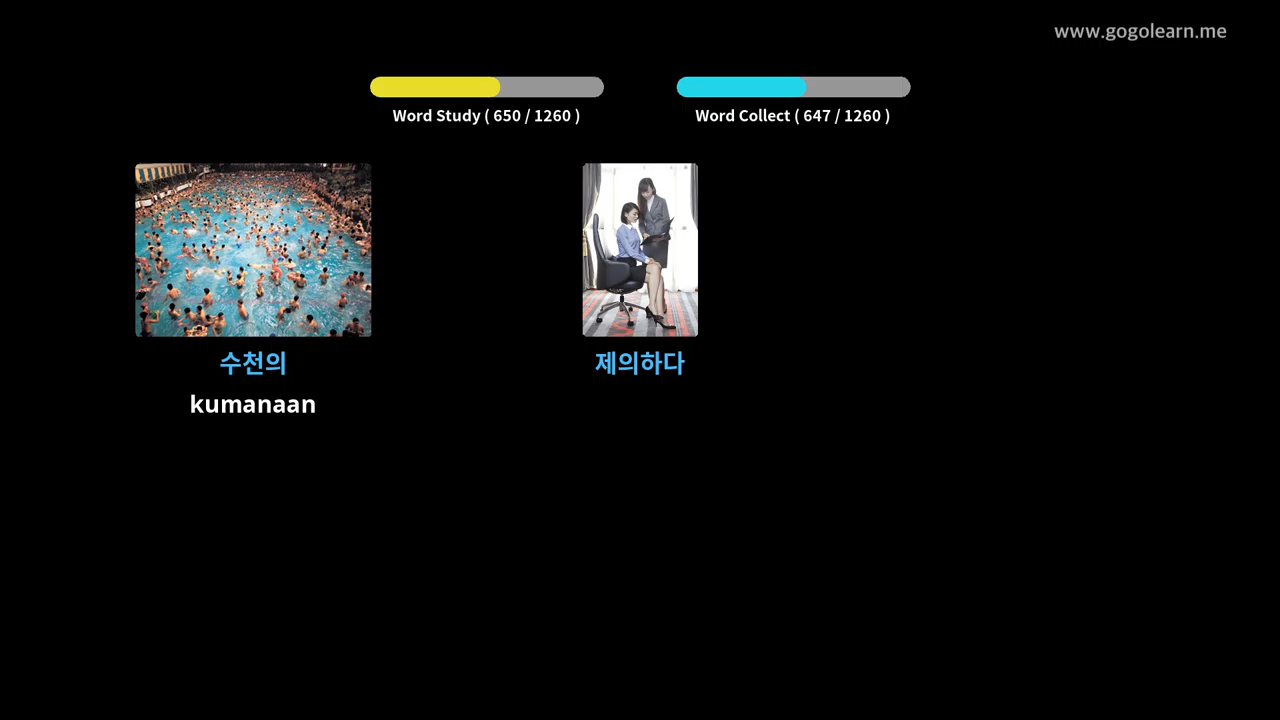 www.gogolearn.me
Word Study ( 650 / 1260 )
Word Collect ( 647 / 1260 )
수천의
제의하다
kumanaan